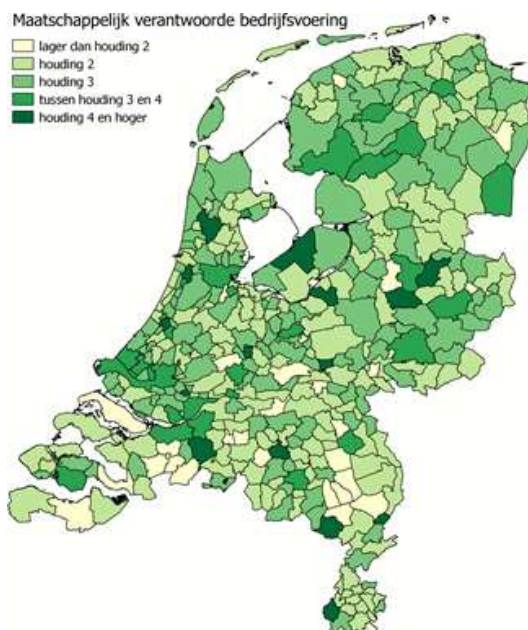 Maatschappelijk verantwoorde bedrijfsvoering
lager dan houding 2
houding 2
houding 3
tussen houding 3 en 4
houding 4 en hoger